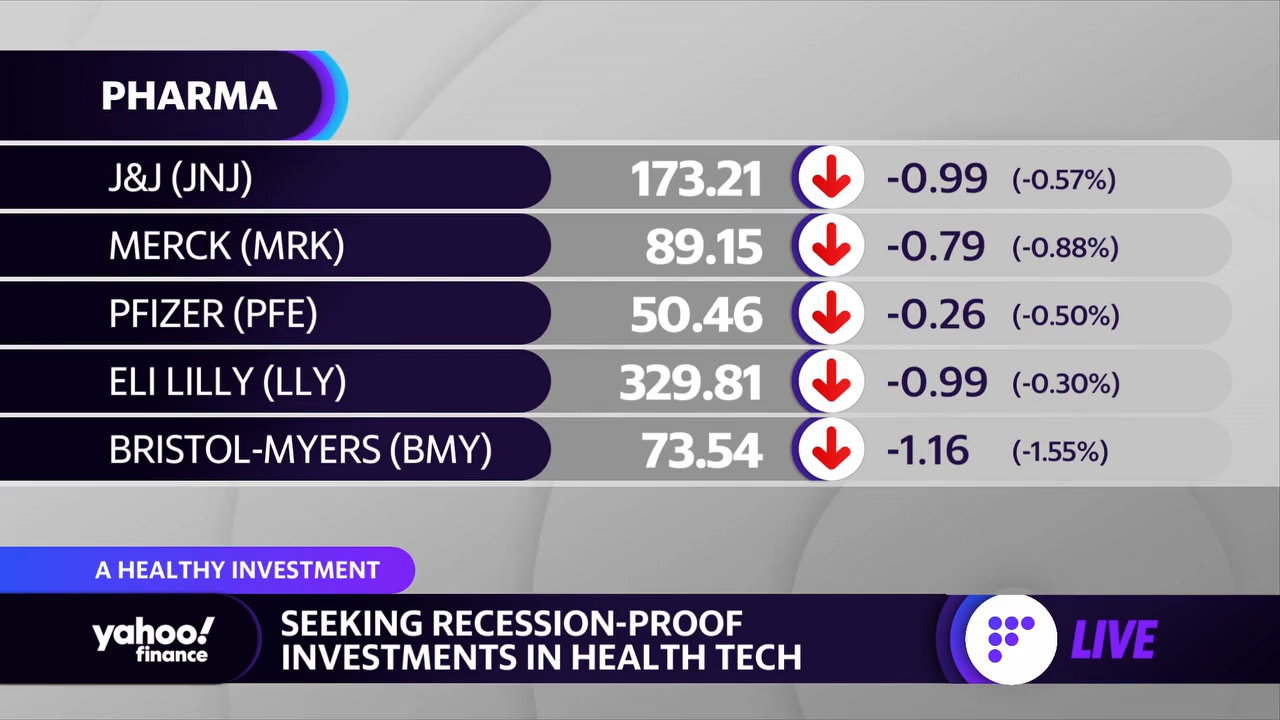 PHARMA
J&J (JNJ) 173.21 -0.99 (-0.57%)
MERCK (MRK) 89.15 -0.79 (-0.88%)
PFIZER (PFE) 50.46 -0.26 (-0.50%)
ELI LILLY (LLY) 329.81 -0.99 (-0.30%)
BRISTOL-MYERS (BMY) 73.54 -1.16 (-1.55%)
A HEALTHY INVESTMENT
yahoo!
finance
SEEKING RECESSION-PROOF
INVESTMENTS IN HEALTH TECH
LIVE